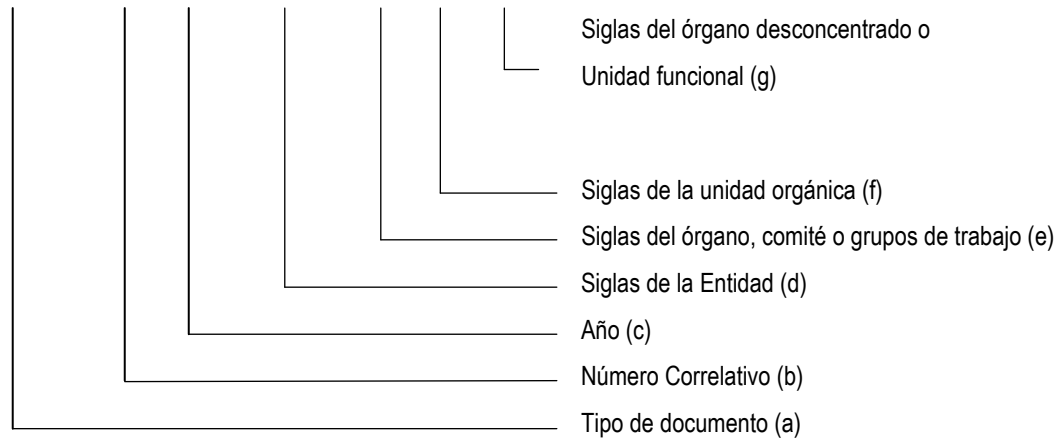 Siglas del órgano desconcentrado o
Unidad funcional (g)
Siglas de la unidad orgánica (f)
Siglas del órgano, comité o grupos de trabajo (e)
Siglas de la Entidad (d)
Año (c)
Número Correlativo (b)
Tipo de documento (a)